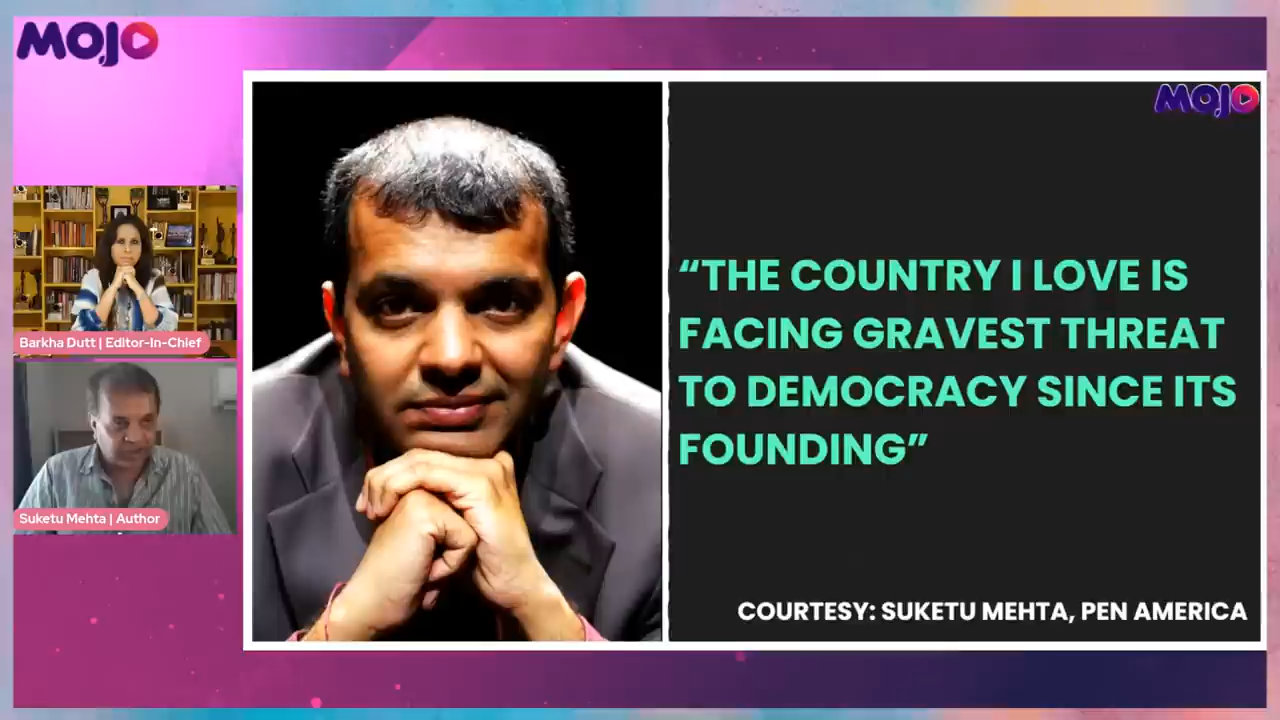 MOJO
MOJO
Barkha Dutt | Editor-In-Chief
Suketu Mehta | Author
“THE COUNTRY I LOVE IS
FACING GRAVEST THREAT
TO DEMOCRACY SINCE ITS
FOUNDING”
COURTESY: SUKETU MEHTA, PEN AMERICA